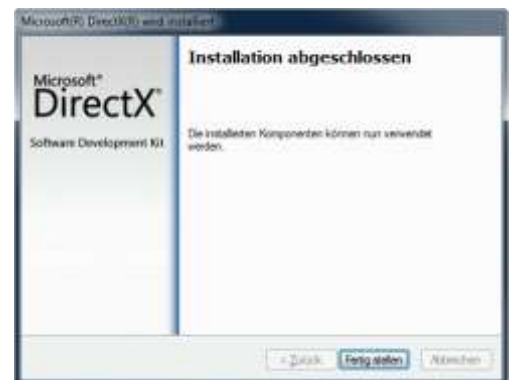 Microsoft(R) DirectX(R) wird installiert
Microsoft®
DirectX®
Software Development Kit
Installation abgeschlossen
Die installierten Komponenten können nun verwendet
werden.
< Zurück
Fertig stellen
Abbrechen